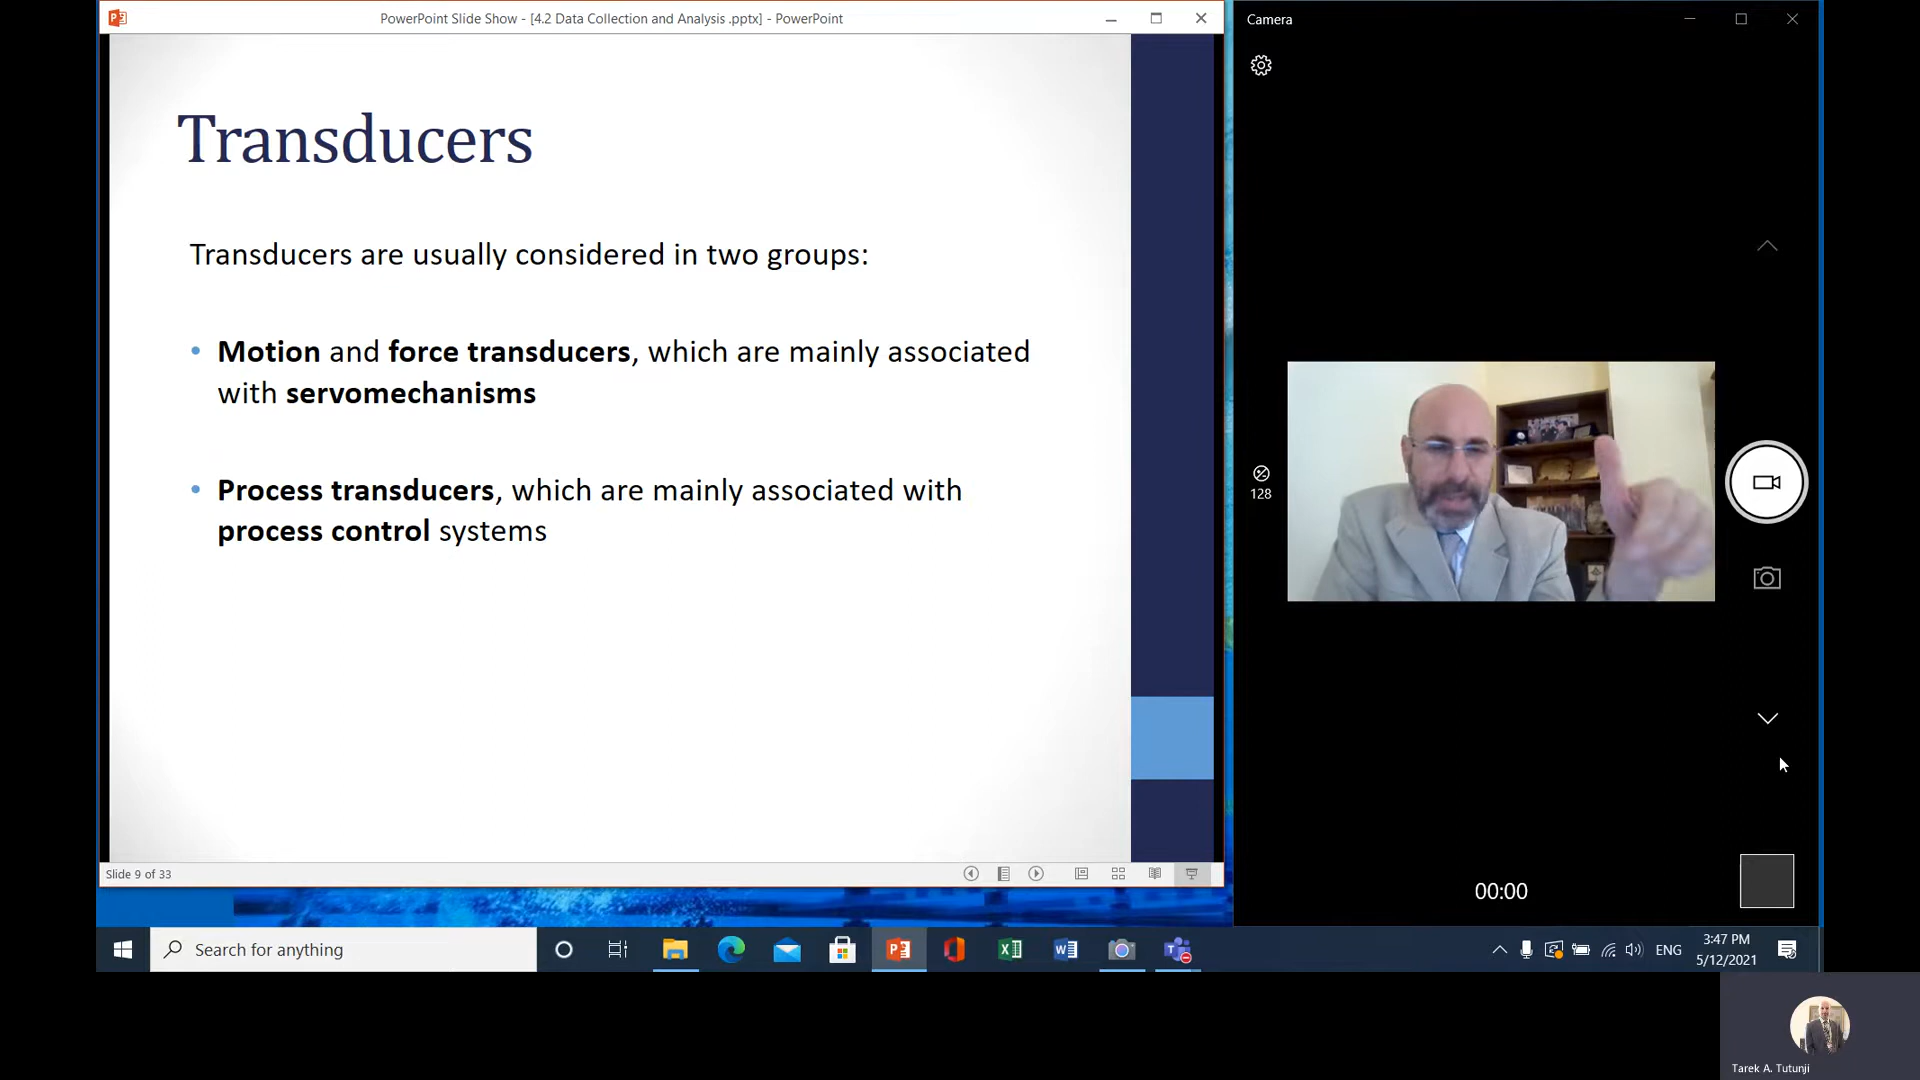 PowerPoint Slide Show - [4.2 Data Collection and Analysis .pptx] - PowerPoint
Camera
Transducers
Transducers are usually considered in two groups:
• Motion and force transducers, which are mainly associated
with servomechanisms
• Process transducers, which are mainly associated with
process control systems
128
Slide 9 of 33
00:00
Search for anything
ENG
3:47 PM
5/12/2021
Tarek A. Tutunji